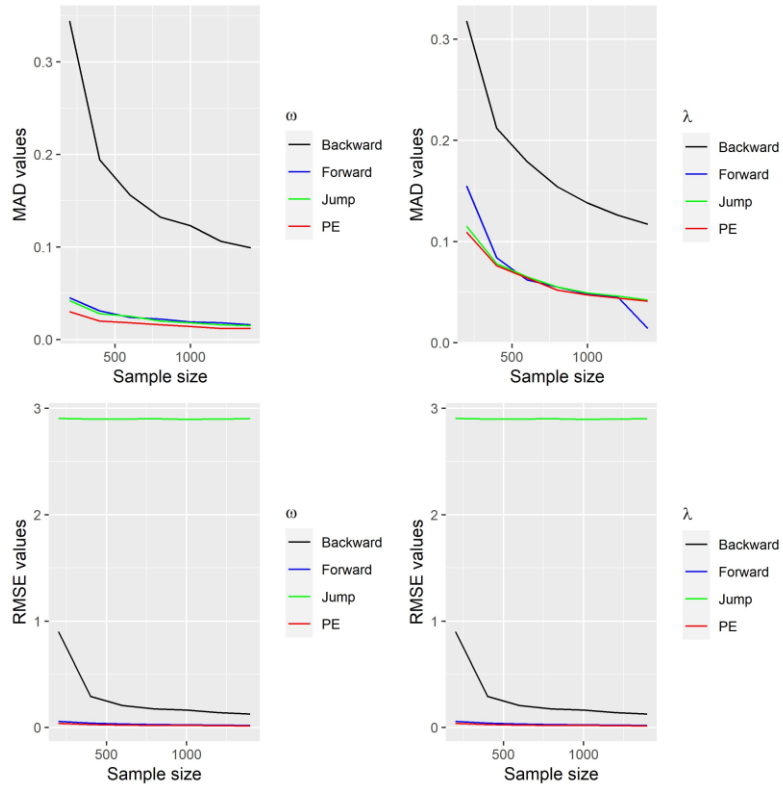 MAD values
0.3
0.2
0.1
0.0
500
1000
Sample size
ω
Backward
Forward
Jump
PE
MAD values
0.3
0.2
0.1
0.0
500
1000
Sample size
λ
Backward
Forward
Jump
PE
RMSE values
3
2
1
0
500
1000
Sample size
ω
Backward
Forward
Jump
PE
RMSE values
3
2
1
0
500
1000
Sample size
λ
Backward
Forward
Jump
PE